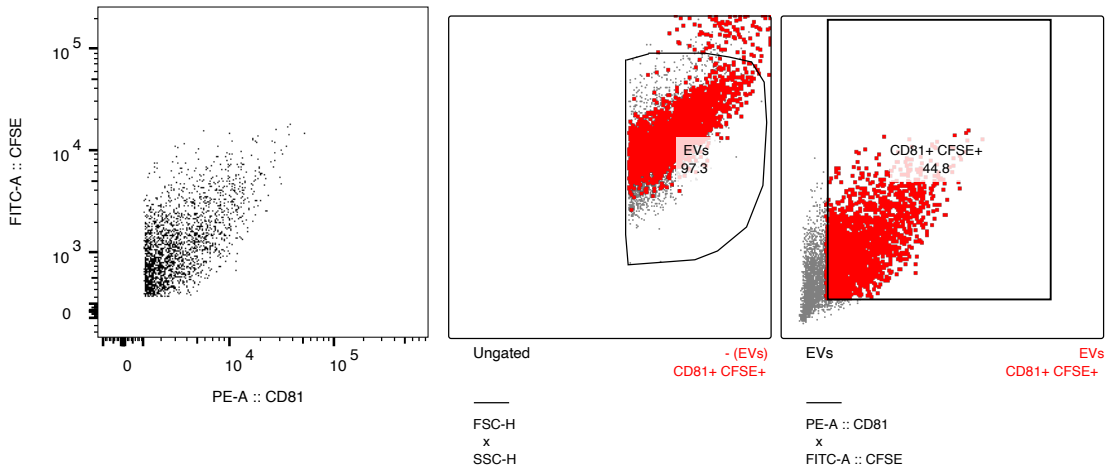 10^5
10^4
10^3
0
FITC-A :: CFSE
0
10^4
10^5
PE-A :: CD81
EVs
97.3
Ungated
- (EVs)
CD81+ CFSE+
FSC-H
x
SSC-H
CD81+ CFSE+
44.8
EVs
EVs
CD81+ CFSE+
PE-A :: CD81
x
FITC-A :: CFSE